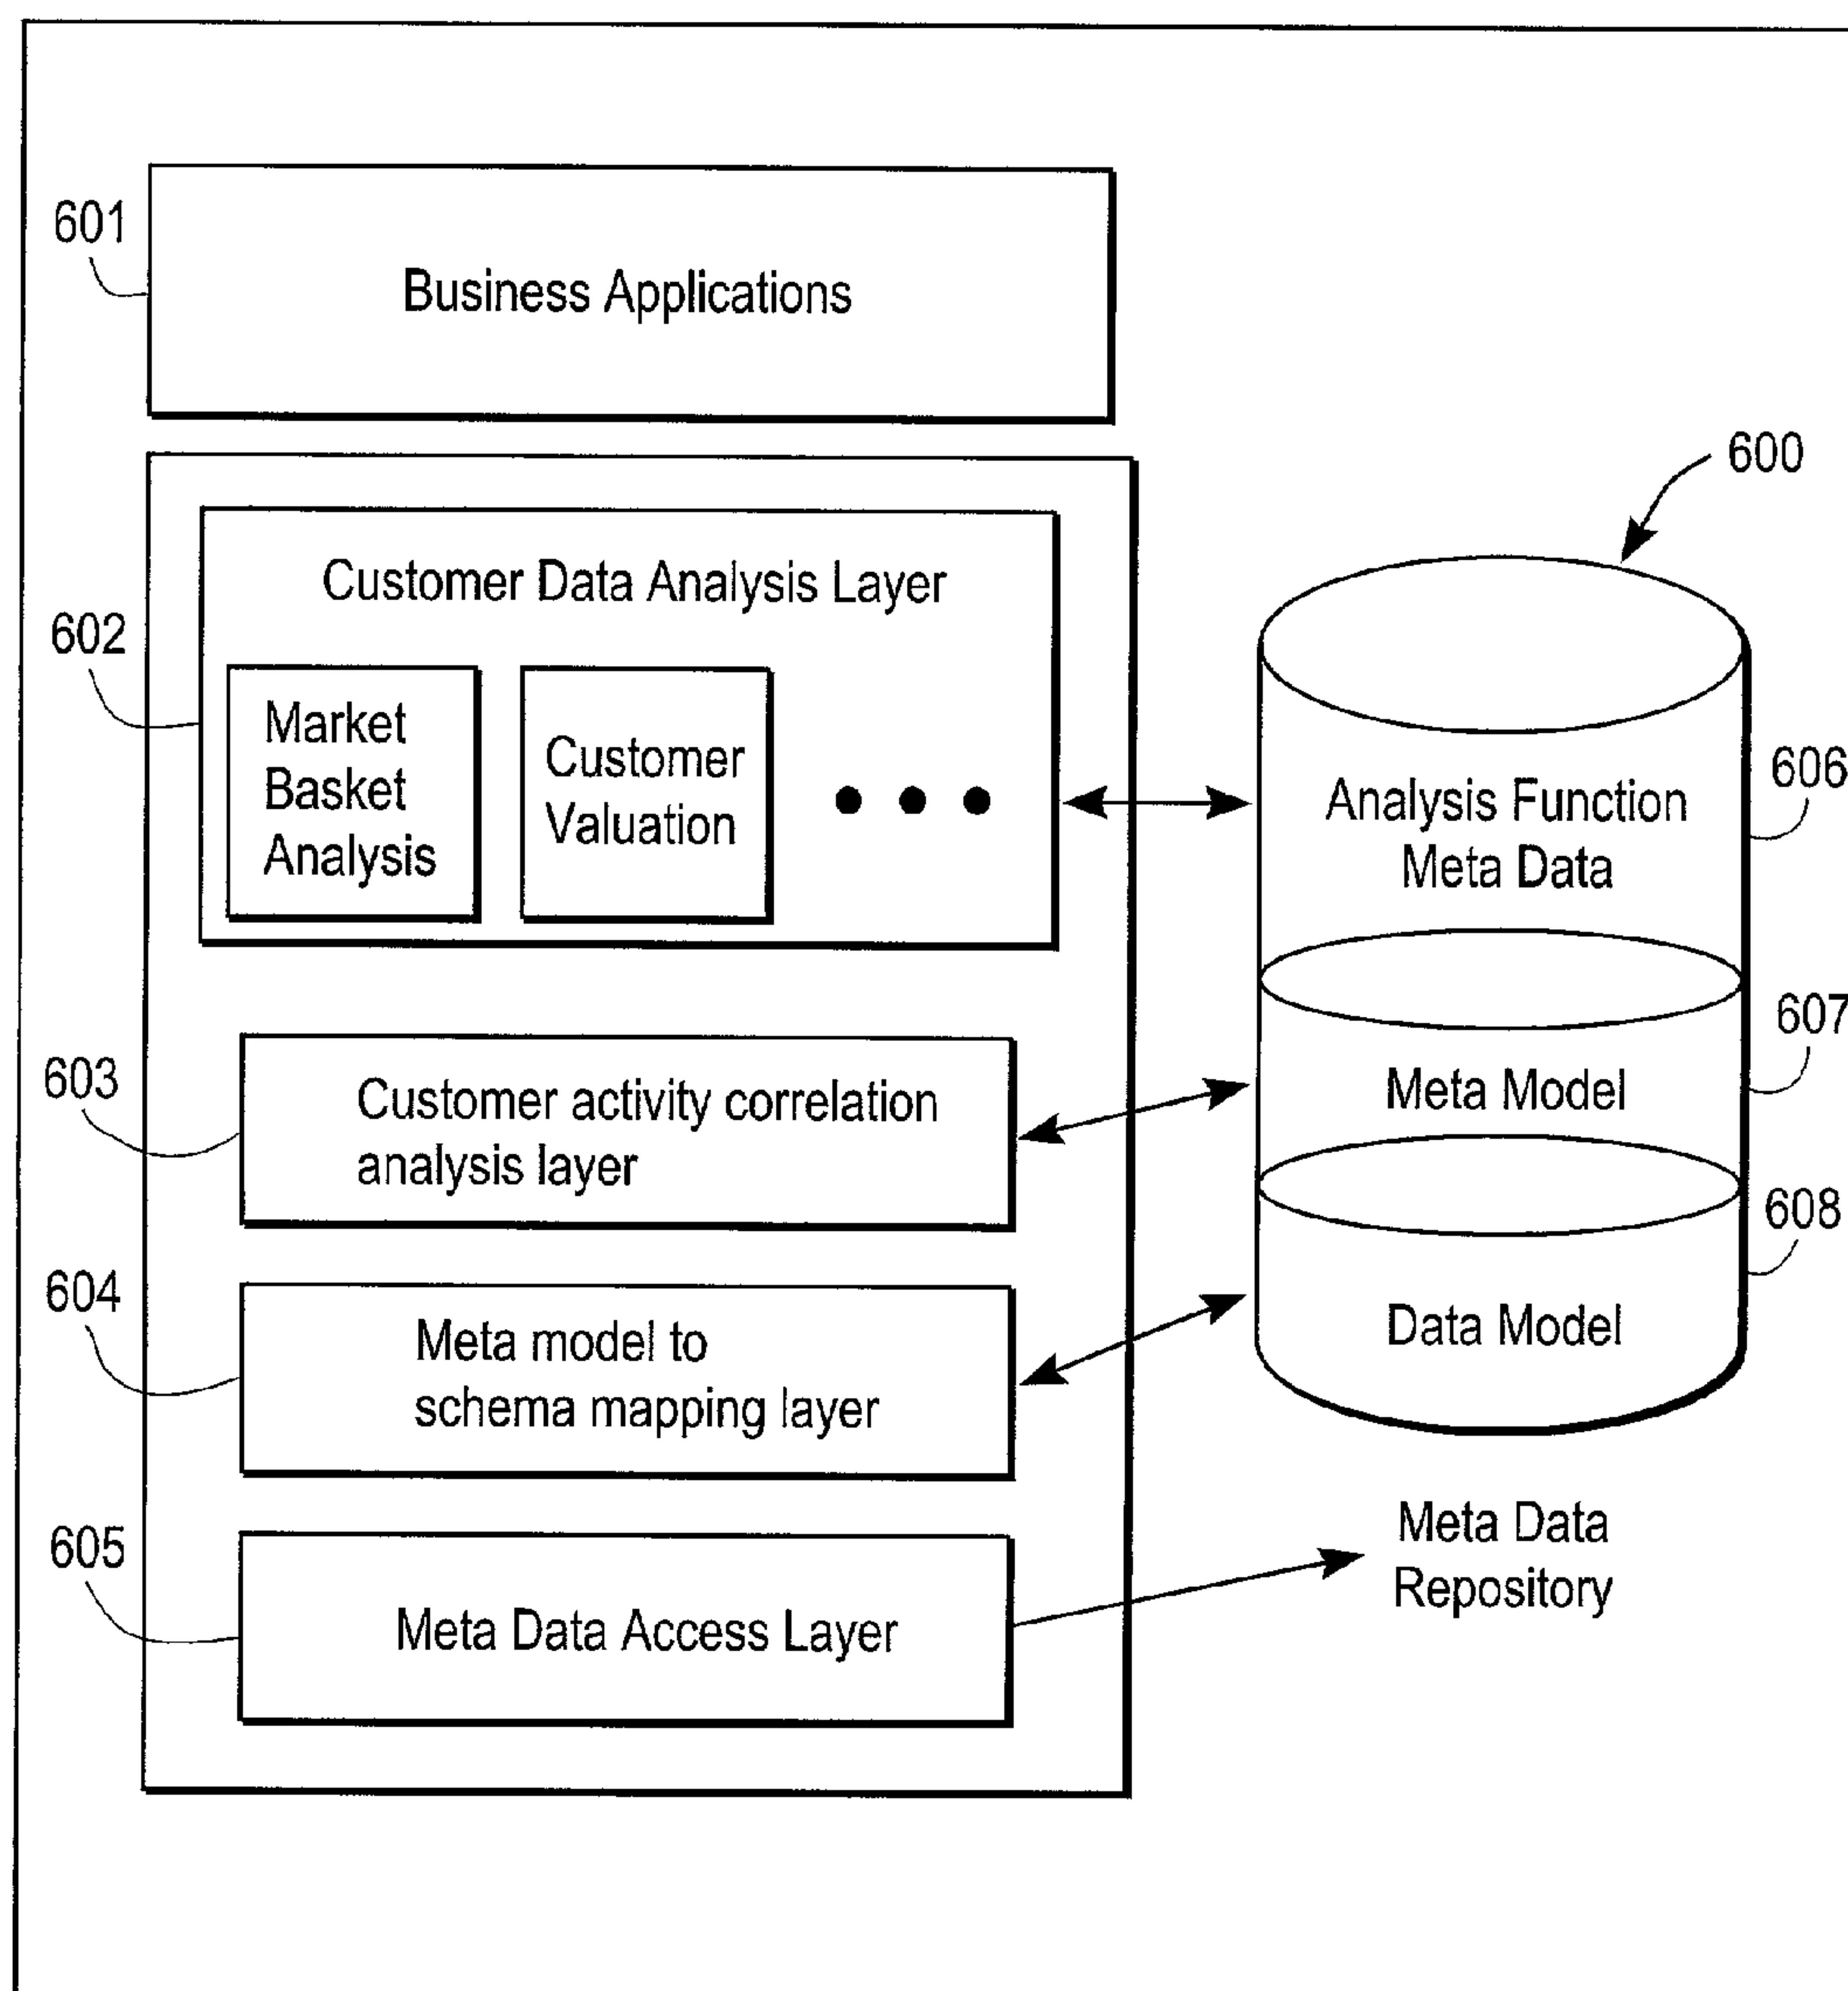 601
Business Applications
600
Customer Data Analysis Layer
602
Market
Basket
Analysis
Customer
Valuation
606
Analysis Function
Meta Data
607
603
Customer activity correlation
analysis layer
Meta Model
608
604
Meta model to
schema mapping layer
Data Model
605
Meta Data Access Layer
Meta Data
Repository